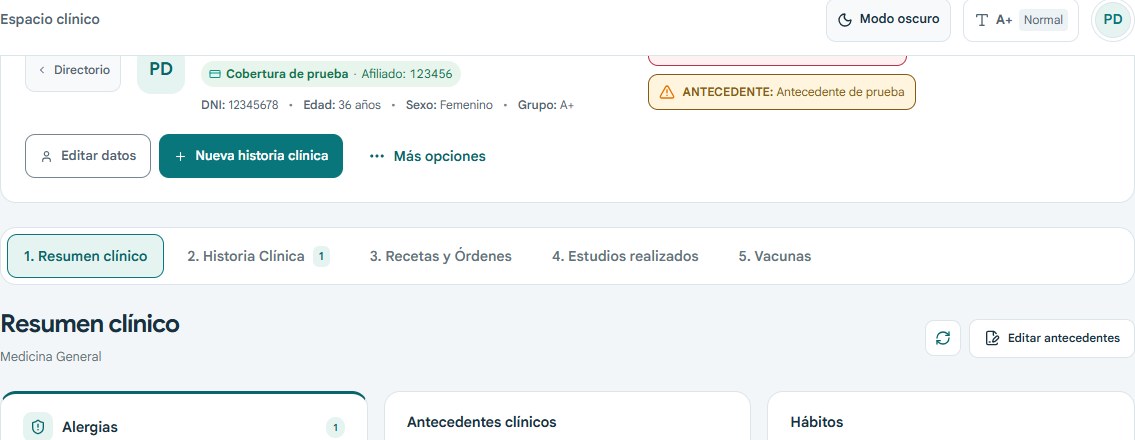 Espacio clínico
Modo oscuro
A+ Normal
PD
Directorio
PD
Cobertura de prueba · Afiliado: 123456
ANTECEDENTE: Antecedente de prueba
DNI: 12345678 • Edad: 36 años • Sexo: Femenino • Grupo: A+
Editar datos
+ Nueva historia clínica
••• Más opciones
1. Resumen clínico
2. Historia Clínica 1
3. Recetas y Órdenes
4. Estudios realizados
5. Vacunas
Resumen clínico
Medicina General
Editar antecedentes
Alergias 1
Antecedentes clínicos
Hábitos